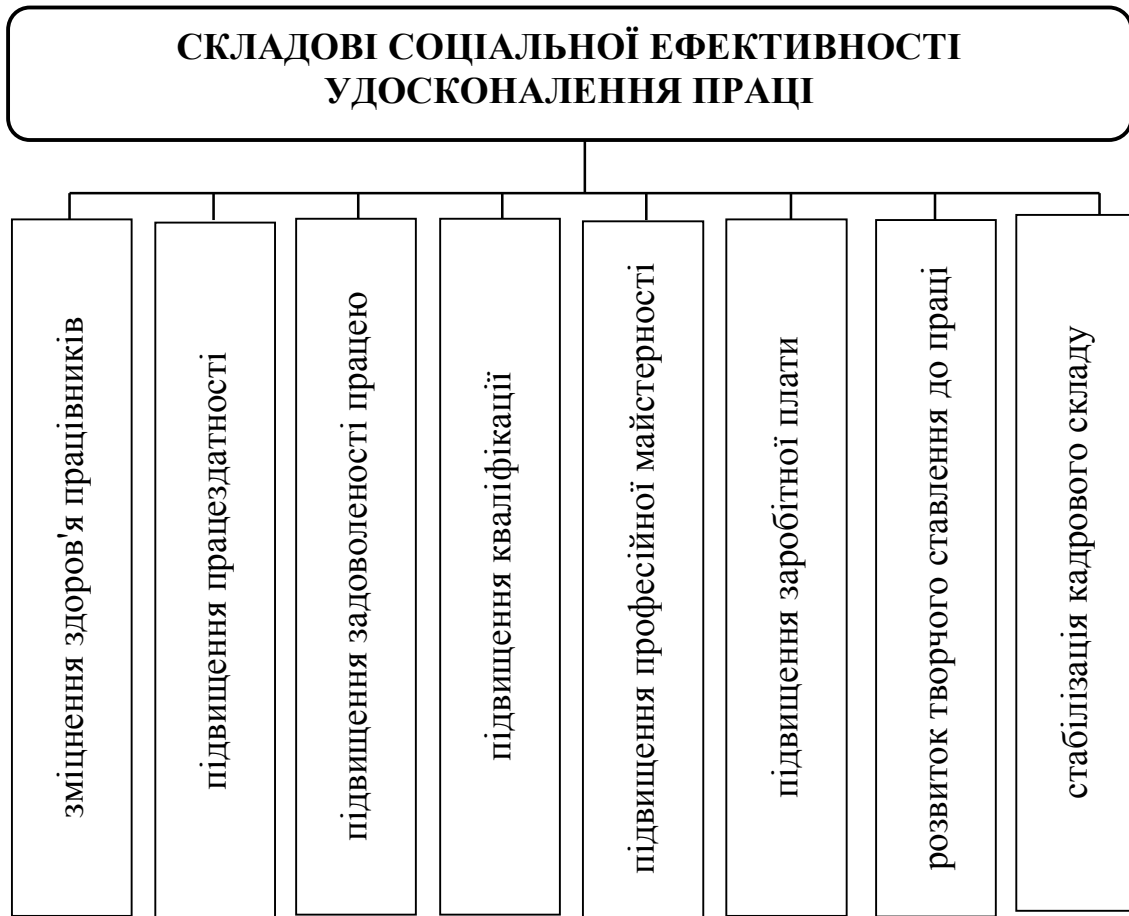 СКЛАДОВІ СОЦІАЛЬНОЇ ЕФЕКТИВНОСТІ
УДОСКОНАЛЕННЯ ПРАЦІ
зміцнення здоров'я працівників
підвищення працездатності
підвищення задоволеності працею
підвищення кваліфікації
підвищення професійної майстерності
підвищення заробітної плати
розвиток творчого ставлення до праці
стабілізація кадрового складу